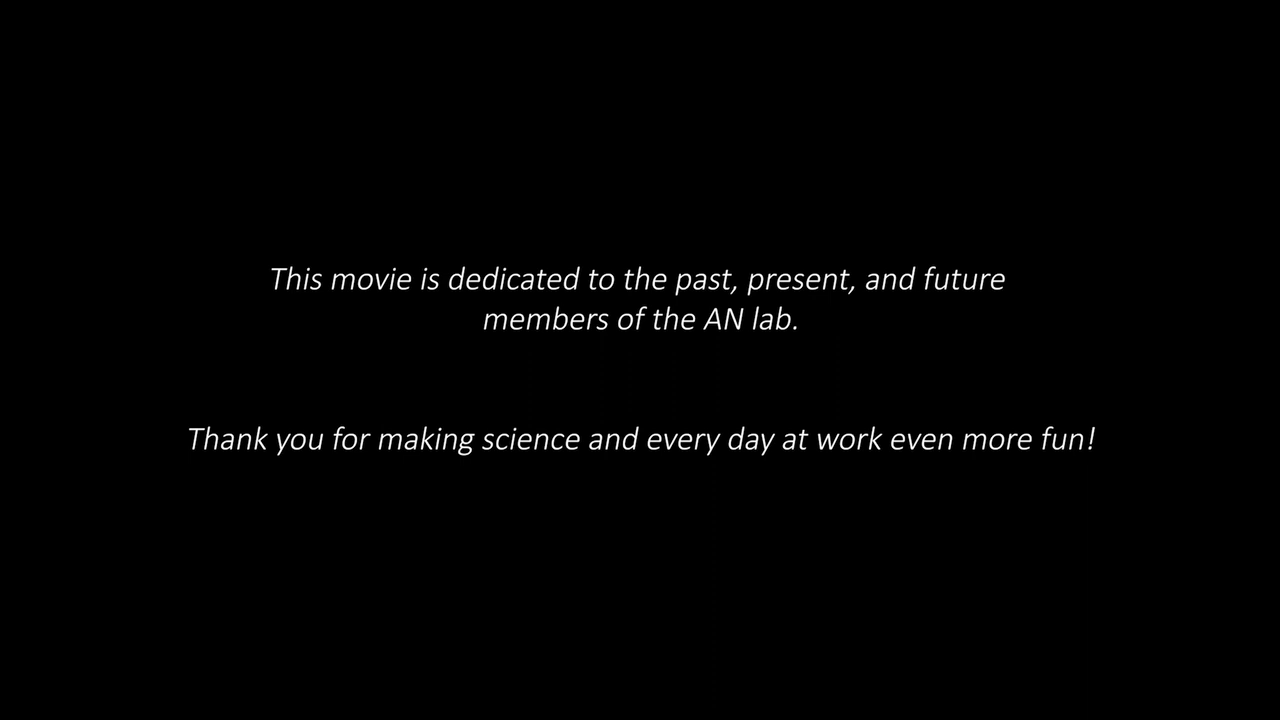 This movie is dedicated to the past, present, and future
members of the AN lab.
Thank you for making science and every day at work even more fun!